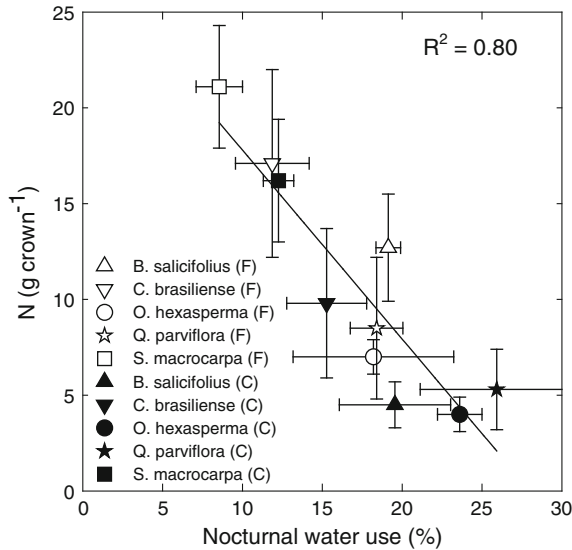 R² = 0.80
N (g crown⁻¹)
25
20
15
10
5
0
B. salicifolius (F)
C. brasiliense (F)
O. hexasperma (F)
Q. parviflora (F)
S. macrocarpa (F)
B. salicifolius (C)
C. brasiliense (C)
O. hexasperma (C)
Q. parviflora (C)
S. macrocarpa (C)
0 5 10 15 20 25 30
Nocturnal water use (%)